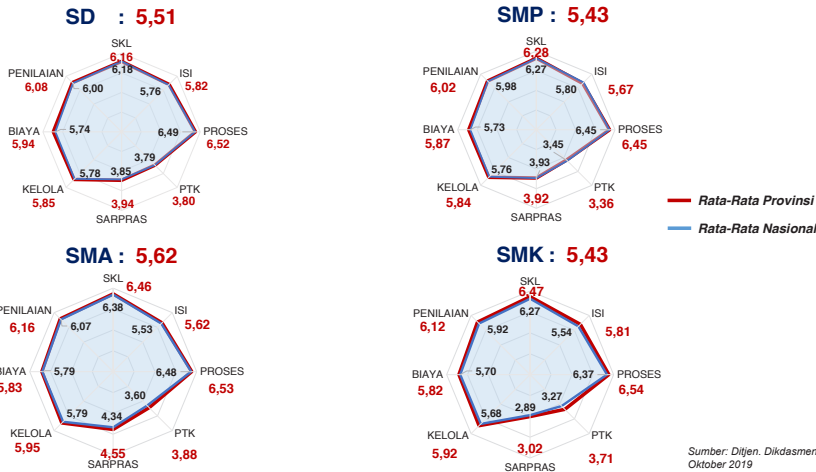 SD : 5,51
SKL
6,16
6,18
PENILAIAN
6,08
6,00
ISI
5,82
5,76
BIAYA
5,94
5,74
PROSES
6,52
6,49
KELOLA
5,85
5,78
3,85
3,94
SARPRAS
3,79
PTK
3,80
SMP : 5,43
SKL
6,28
6,27
PENILAIAN
6,02
5,98
ISI
5,67
5,80
BIAYA
5,87
5,73
PROSES
6,45
6,45
KELOLA
5,84
5,76
3,93
3,92
SARPRAS
3,45
PTK
3,36
Rata-Rata Provinsi
Rata-Rata Nasional
SMA : 5,62
SKL
6,46
6,38
PENILAIAN
6,16
6,07
ISI
5,62
5,53
BIAYA
5,83
5,79
PROSES
6,53
6,48
KELOLA
5,95
5,79
4,34
4,55
SARPRAS
3,60
PTK
3,88
SMK : 5,43
SKL
6,47
6,27
PENILAIAN
6,12
5,92
ISI
5,81
5,54
BIAYA
5,82
5,70
PROSES
6,54
6,37
KELOLA
5,92
5,68
2,89
3,02
SARPRAS
3,27
PTK
3,71
Sumber: Ditjen. Dikdasmen
Oktober 2019